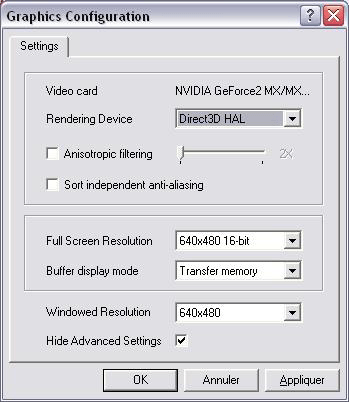 Graphics Configuration
Settings
Video card NVIDIA GeForce2 MX/MX...
Rendering Device Direct3D HAL
Anisotropic filtering 2X
Sort independent anti-aliasing
Full Screen Resolution 640x480 16-bit
Buffer display mode Transfer memory
Windowed Resolution 640x480
Hide Advanced Settings
OK Annuler Appliquer